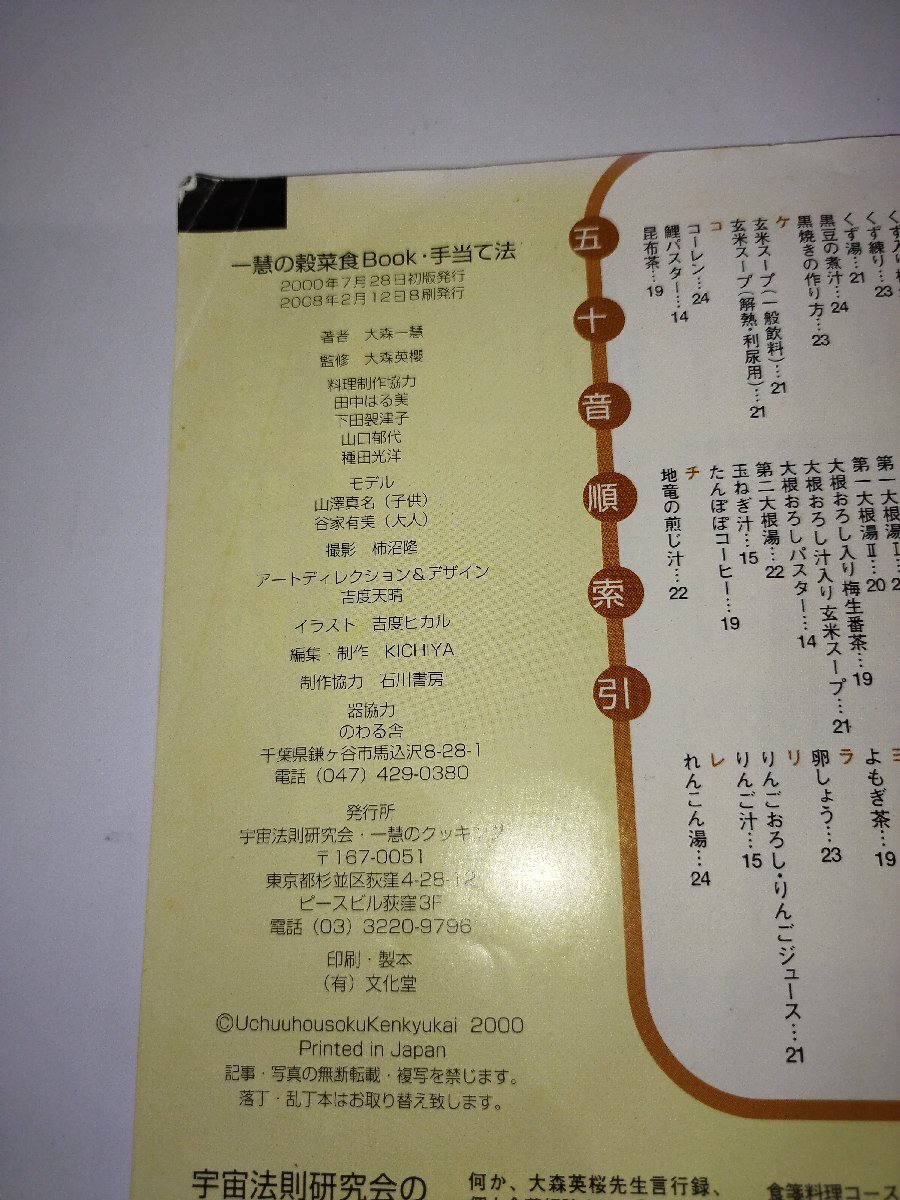 一慧の穀菜食Book・手当て法
2000年7月28日初版発行
2008年2月12日8刷発行
著者　大森一慧
監修　大森英櫻
料理制作協力
田中はる美
下田袈津子
山口郁代
種田光洋
モデル
山澤真名（子供）
谷家有美（大人）
撮影　柿沼隆
アートディレクション＆デザイン
吉度天晴
イラスト　吉度ヒカル
編集・制作　KICHIYA
制作協力　石川書房
器協力
のわる舎
千葉県鎌ヶ谷市馬込沢8-28-1
電話（047）429-0380
発行所
宇宙法則研究会・一慧のクッキング
〒167-0051
東京都杉並区荻窪4-28-12
ピースビル荻窪3F
電話（03）3220-9796
印刷・製本
（有）文化堂
©UchuuhousokuKenkyukai 2000
Printed in Japan
記事・写真の無断転載・複写を禁じます。
落丁・乱丁本はお取り替え致します。
五十音順索引
くず練り…23
くず湯…21
黒豆の煮汁…24
黒焼きの作り方…23
ケ
玄米スープ（一般飲料）…21
玄米スープ（解熱・利尿用）…21
コ
コーレン…24
鯉パスター…14
昆布茶…19
第一大根湯Ⅰ…2
第一大根湯Ⅱ…20
大根おろし入り梅生番茶…19
大根おろし汁入り玄米スープ…21
大根おろしパスター…14
第二大根湯…22
玉ねぎ汁…15
たんぽぽコーヒー…19
チ
地竜の煎じ汁…22
ヨ
よもぎ茶…19
ラ
卵しょう…23
リ
りんごおろし・りんごジュース…21
りんご汁…15
レ
れんこん湯…24
宇宙法則研究会の
何か、大森英桜先生言行録、
食箋料理コース